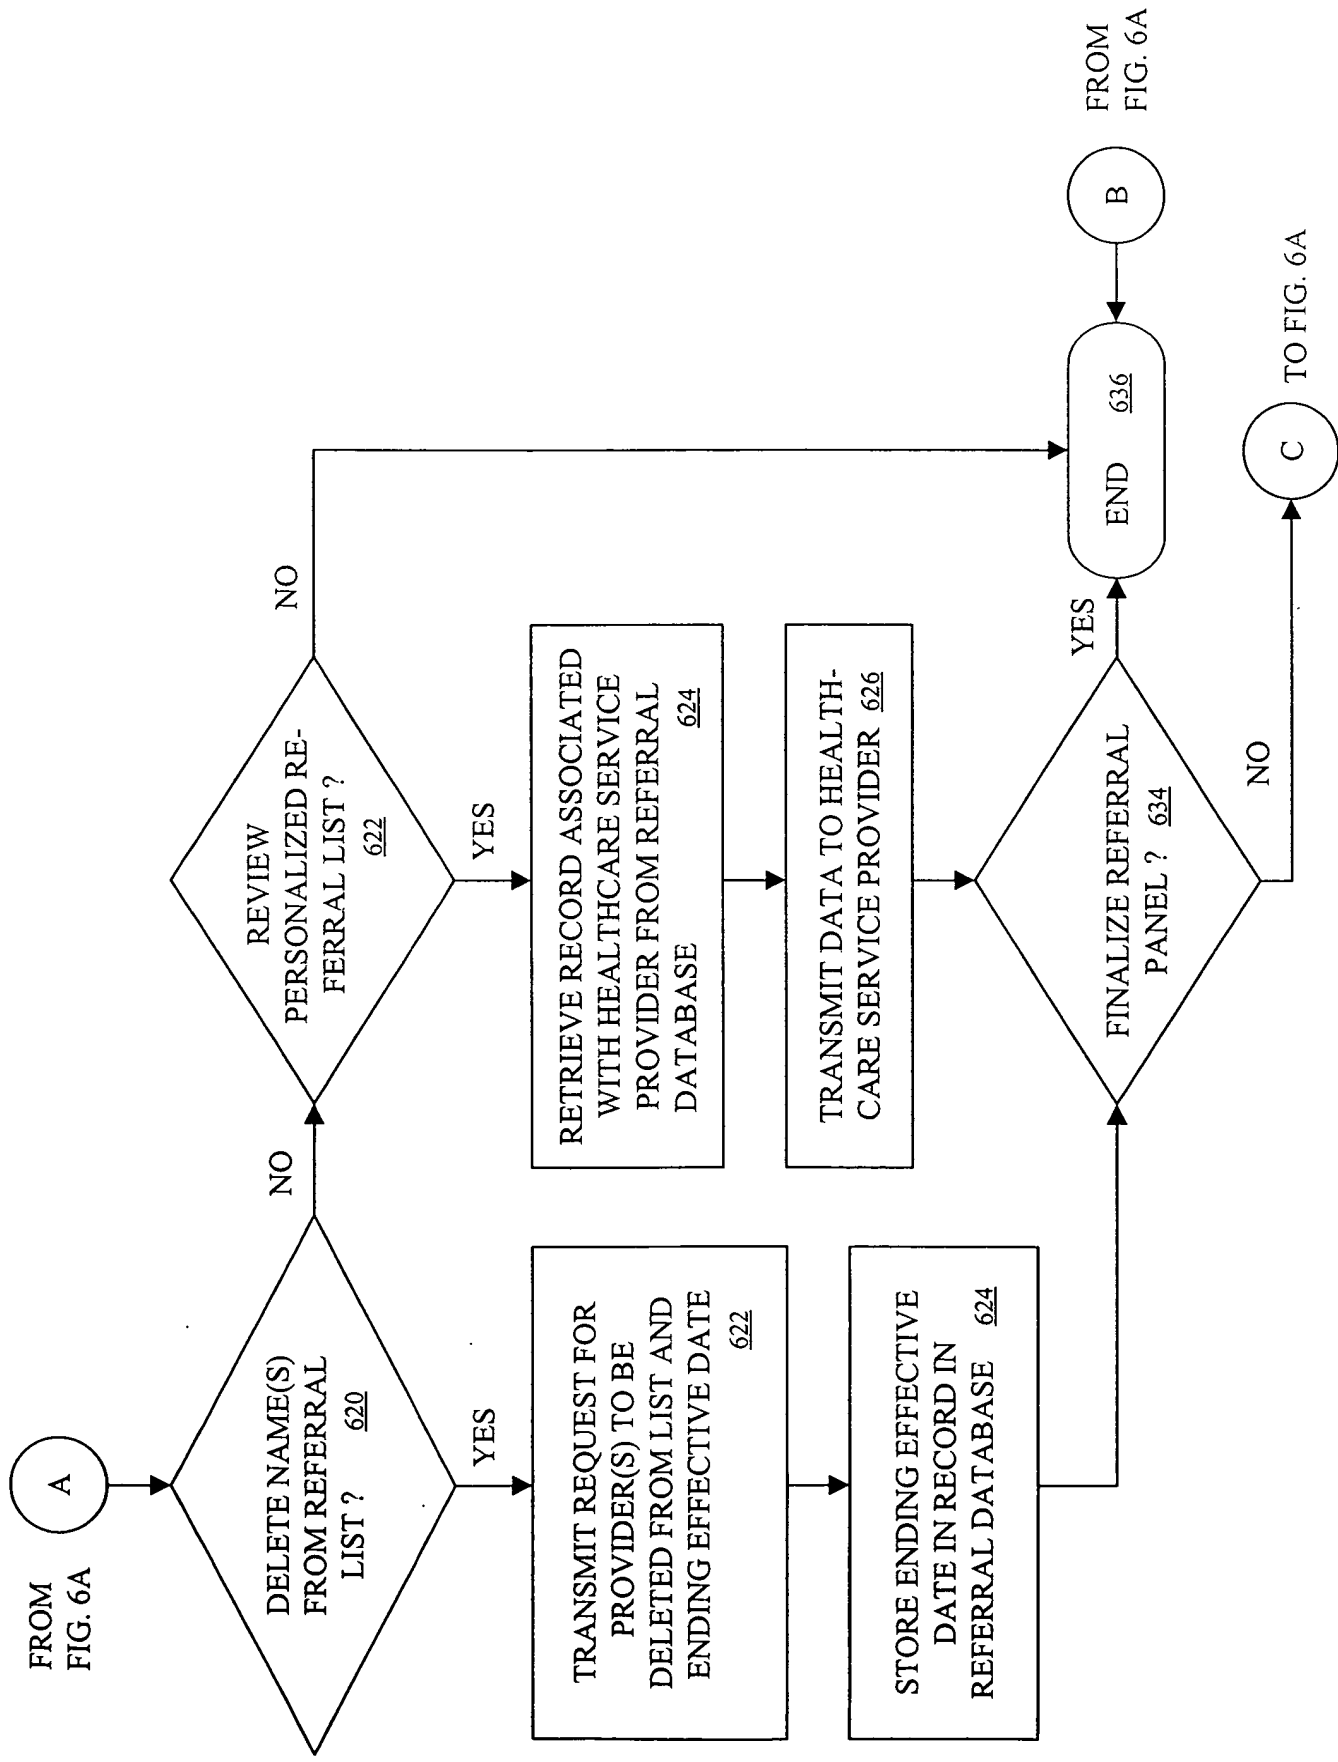 FROM
FIG. 6A
A
DELETE NAME(S)
FROM REFERRAL
LIST ? 620
NO
YES
TRANSMIT REQUEST FOR
PROVIDER(S) TO BE
DELETED FROM LIST AND
ENDING EFFECTIVE DATE
622
STORE ENDING EFFECTIVE
DATE IN RECORD IN
REFERRAL DATABASE 624
REVIEW
PERSONALIZED RE-
FERRAL LIST ?
622
NO
YES
RETRIEVE RECORD ASSOCIATED
WITH HEALTHCARE SERVICE
PROVIDER FROM REFERRAL
DATABASE 624
TRANSMIT DATA TO HEALTH-
CARE SERVICE PROVIDER 626
FINALIZE REFERRAL
PANEL ? 634
YES
NO
END 636
B
FROM
FIG. 6A
C
TO FIG. 6A